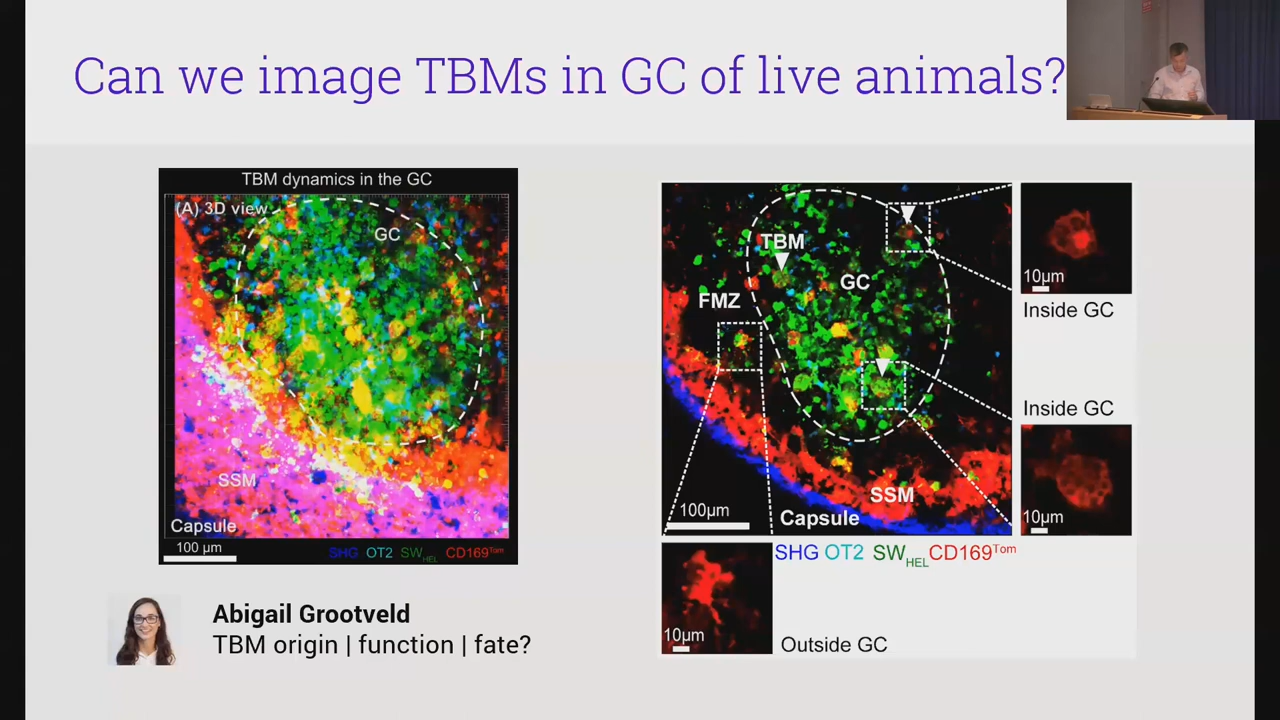 Can we image TBMs in GC of live animals?
TBM dynamics in the GC
(A) 3D view
GC
SSM
Capsule
100 µm
SHG OT2 SWHEL CD169Tom
TBM
GC
FMZ
SSM
100µm
Capsule
SHG OT2 SWHEL CD169Tom
10µm
Inside GC
Inside GC
10µm
10µm
Outside GC
Abigail Grootveld
TBM origin | function | fate?